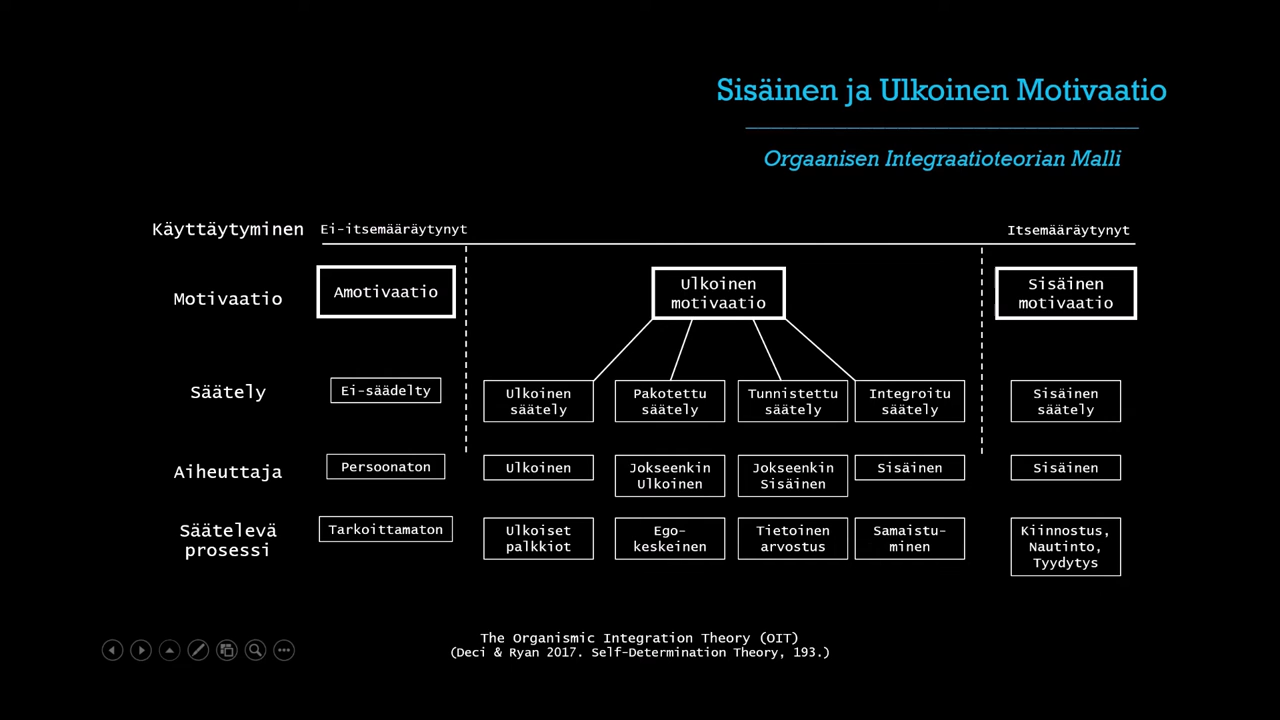 Sisäinen ja Ulkoinen Motivaatio
Orgaanisen Integraatioteorian Malli
Käyttäytyminen
Ei-itsemääräytynyt
Itsemääräytynyt
Motivaatio
Amotivaatio
Ulkoinen
motivaatio
Sisäinen
motivaatio
Säätely
Ei-säädelty
Ulkoinen
säätely
Pakotettu
säätely
Tunnistettu
säätely
Integroitu
säätely
Sisäinen
säätely
Aiheuttaja
Persoonaton
Ulkoinen
Jokseenkin
Ulkoinen
Jokseenkin
Sisäinen
Sisäinen
Sisäinen
Säätelevä
prosessi
Tarkoittamaton
Ulkoiset
palkkiot
Ego-
keskeinen
Tietoinen
arvostus
Samaistu-
minen
Kiinnostus,
Nautinto,
Tyydytys
The Organismic Integration Theory (OIT)
(Deci & Ryan 2017. Self-Determination Theory, 193.)